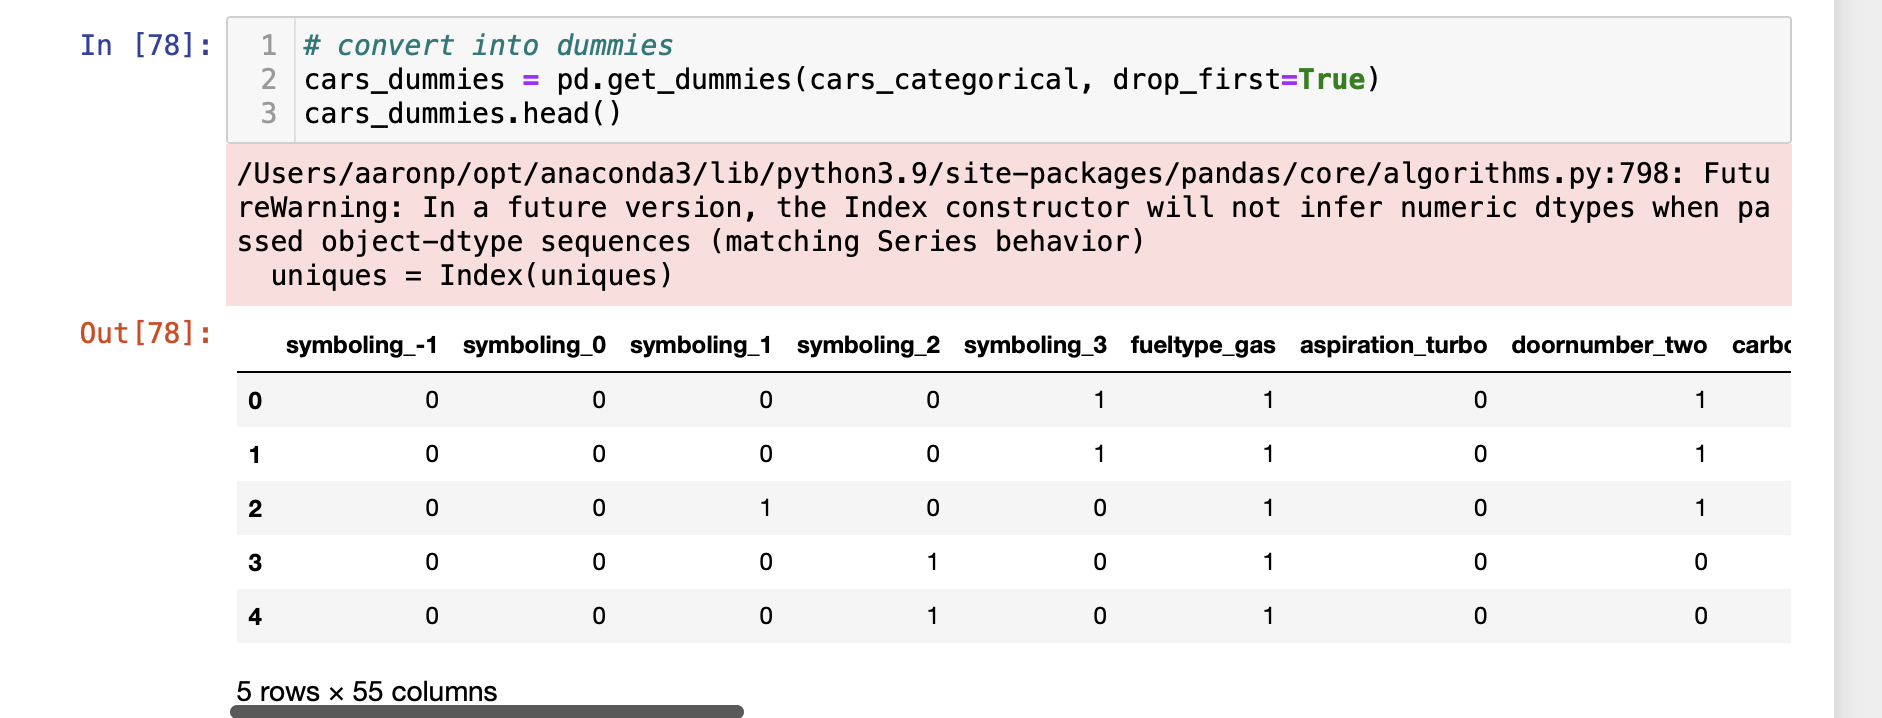 In [78]:
1 # convert into dummies
2 cars_dummies = pd.get_dummies(cars_categorical, drop_first=True)
3 cars_dummies.head()
/Users/aaronp/opt/anaconda3/lib/python3.9/site-packages/pandas/core/algorithms.py:798: Futu
reWarning: In a future version, the Index constructor will not infer numeric dtypes when pa
ssed object-dtype sequences (matching Series behavior)
  uniques = Index(uniques)
Out[78]:
symboling_-1 symboling_0 symboling_1 symboling_2 symboling_3 fueltype_gas aspiration_turbo doornumber_two
0 0 0 0 0 1 1 0 1
1 0 0 0 0 1 1 0 1
2 0 0 1 0 0 1 0 1
3 0 0 0 1 0 1 0 0
4 0 0 0 1 0 1 0 0
5 rows × 55 columns